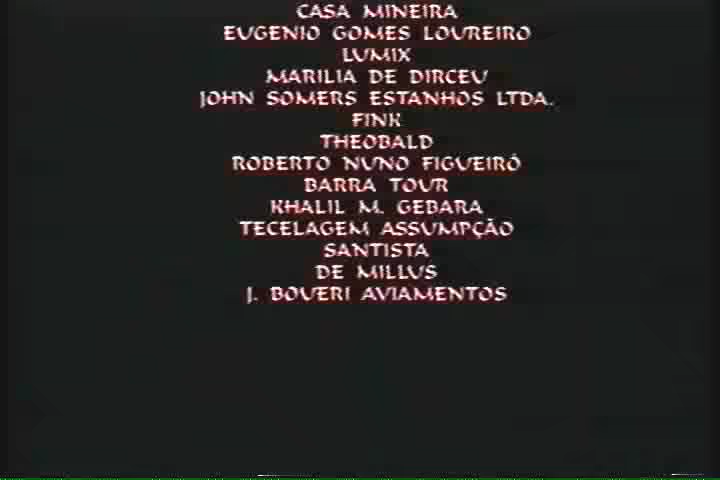 CASA MINEIRA
EUGENIO GOMES LOUREIRO
LUMIX
MARILIA DE DIRCEU
JOHN SOMERS ESTANHOS LTDA.
FINK
THEOBALD
ROBERTO NUNO FIGUEIRÓ
BARRA TOUR
KHALIL M. GEBARA
TECELAGEM ASSUMPÇÃO
SANTISTA
DE MILLUS
J. BOUERI AVIAMENTOS